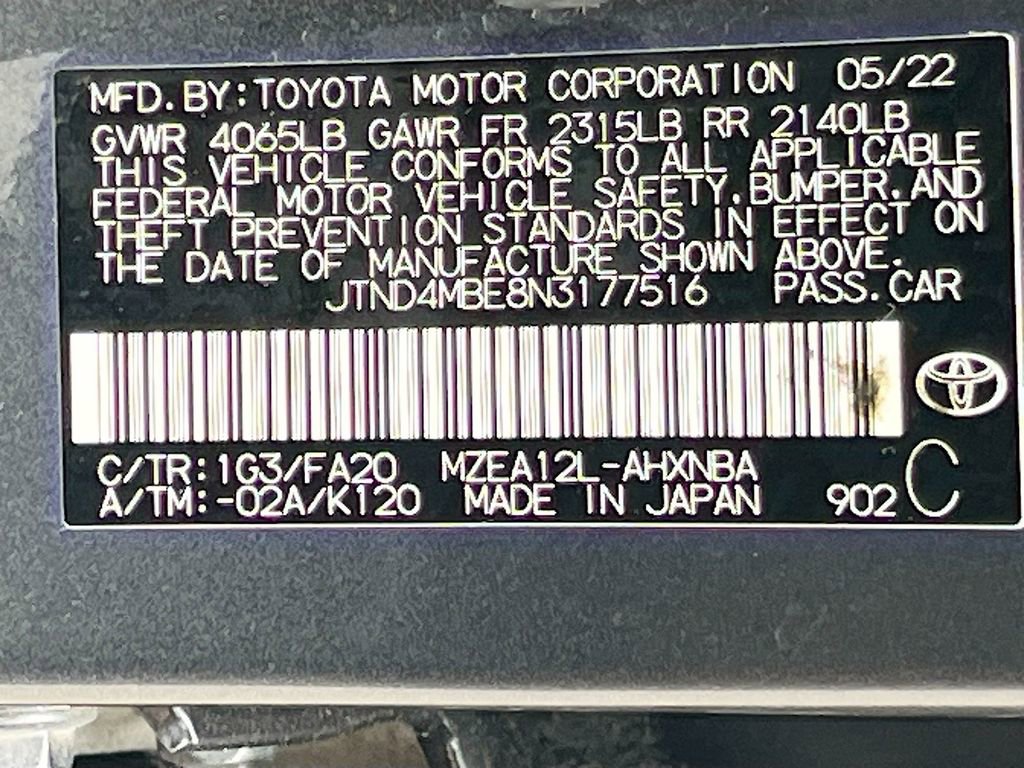 MFD.BY:TOYOTA MOTOR CORPORATION 05/22
GVWR 4065LB GAWR FR 2315LB RR 2140LB
THIS VEHICLE CONFORMS TO ALL APPLICABLE
FEDERAL MOTOR VEHICLE SAFETY.BUMPER.AND
THEFT PREVENTION STANDARDS IN EFFECT ON
THE DATE OF MANUFACTURE SHOWN ABOVE.
JTND4MBE8N3177516 PASS.CAR
C/TR:1G3/FA20 MZEA12L-AHXNBA
A/TM:-02A/K120 MADE IN JAPAN 902 C